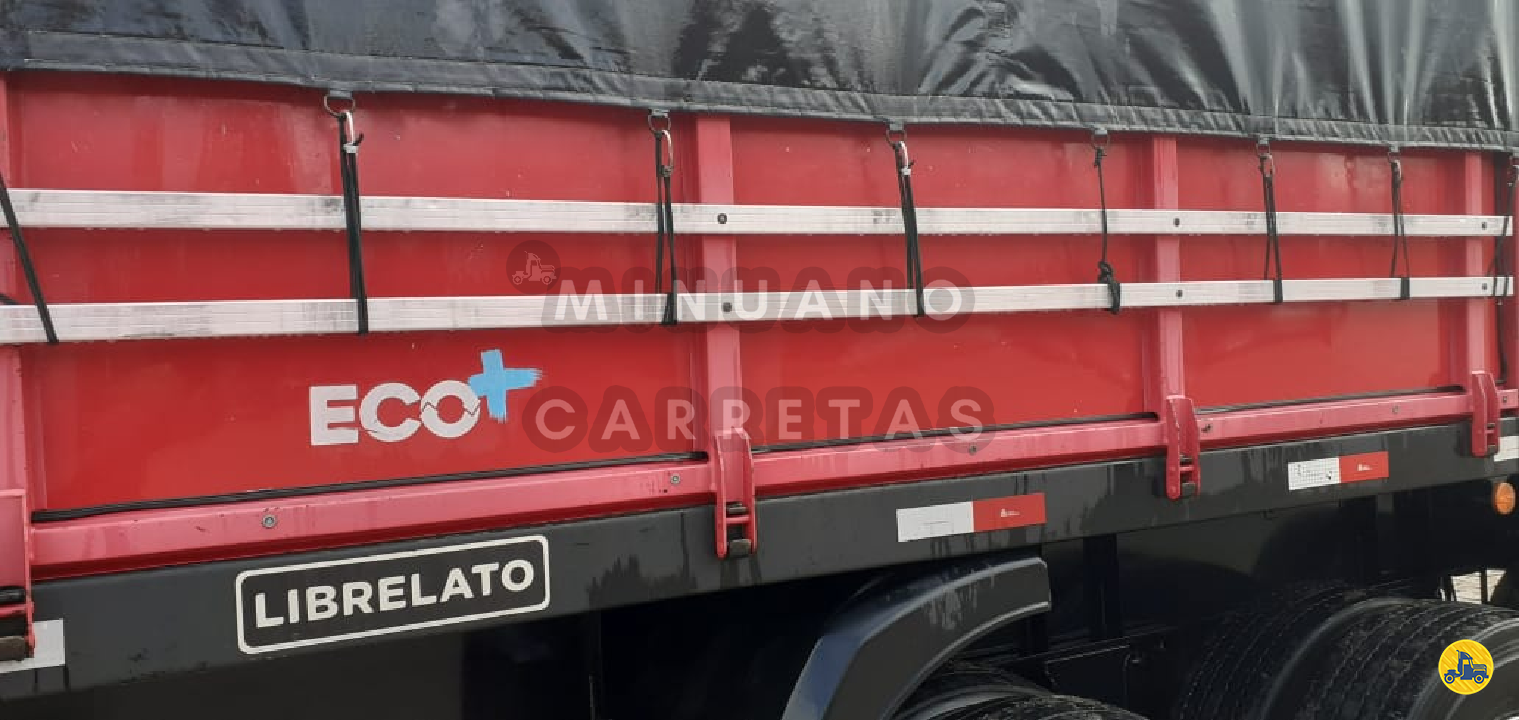 MINUANO
ECO+
CARRETAS
LIBRELATO